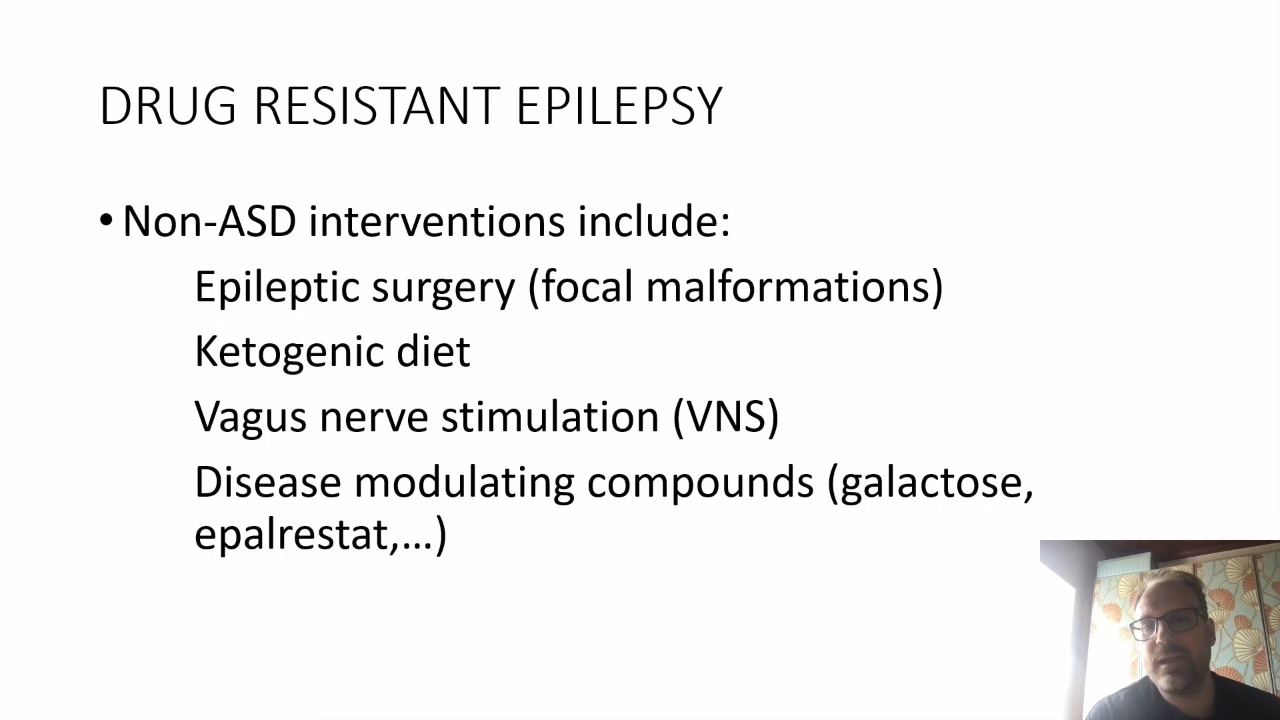 DRUG RESISTANT EPILEPSY
• Non-ASD interventions include:
Epileptic surgery (focal malformations)
Ketogenic diet
Vagus nerve stimulation (VNS)
Disease modulating compounds (galactose,
epalrestat,...)